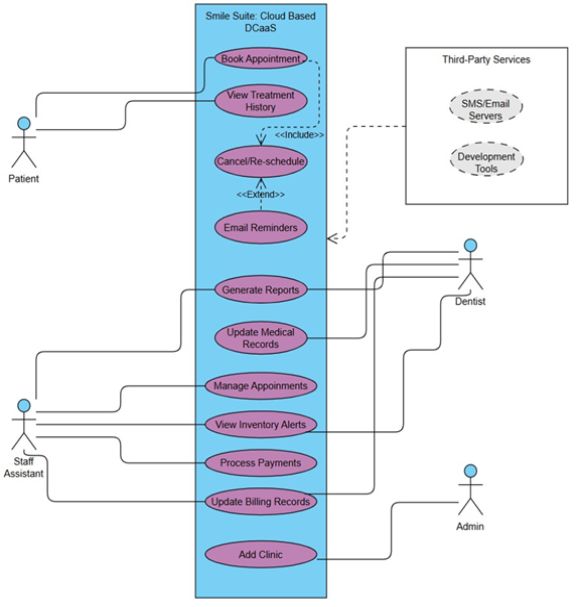 Smile Suite: Cloud Based
DCaaS
Book Appointment
View Treatment
History
<<Include>>
Cancel/Re-schedule
<<Extend>>
Email Reminders
Generate Reports
Update Medical
Records
Manage Appoinments
View Inventory Alerts
Process Payments
Update Billing Records
Add Clinic
Patient
Staff
Assistant
Third-Party Services
SMS/Email
Servers
Development
Tools
Dentist
Admin